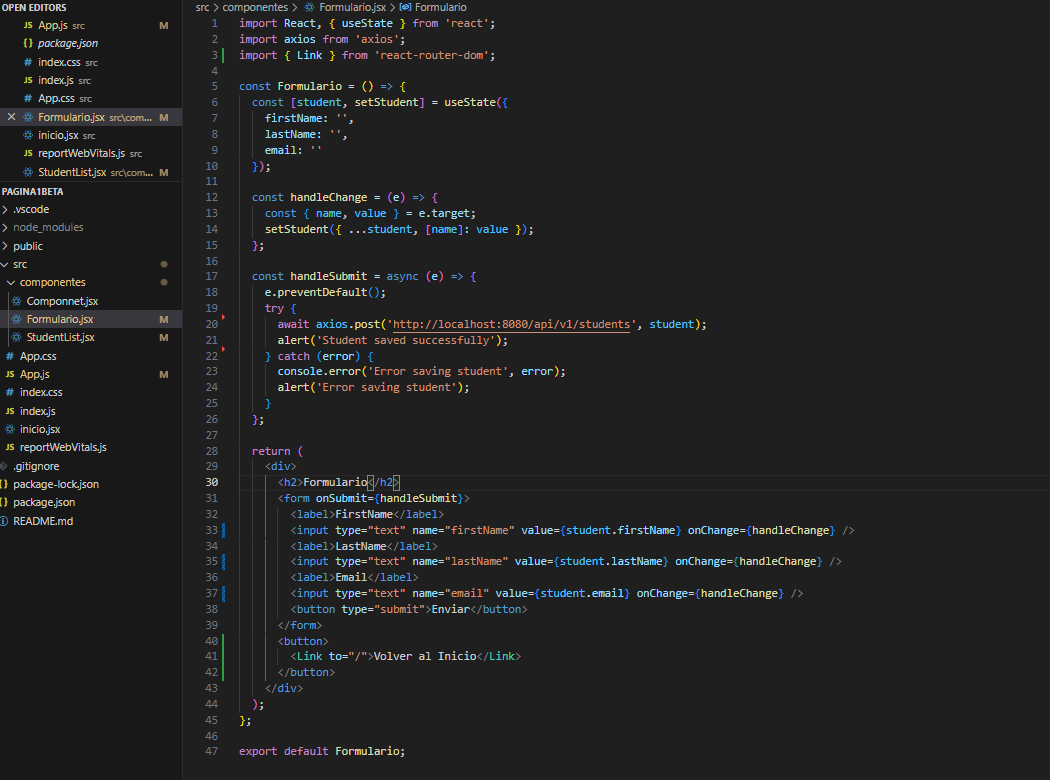 OPEN EDITORS
JS App.js src M
{} package.json
# index.css src
JS index.js src
# App.css src
Formulario.jsx src\com... M
inicio.jsx src
JS reportWebVitals.js src
StudentList.jsx src\com... M
PAGINA1BETA
.vscode
node_modules
public
src
componentes
Componnet.jsx
Formulario.jsx M
StudentList.jsx M
# App.css
JS App.js M
# index.css
JS index.js
inicio.jsx
JS reportWebVitals.js
.gitignore
{} package-lock.json
{} package.json
README.md
src > componentes > Formulario.jsx > Formulario
1 import React, { useState } from 'react';
2 import axios from 'axios';
3 import { Link } from 'react-router-dom';
4
5 const Formulario = () => {
6 const [student, setStudent] = useState({
7 firstName: '',
8 lastName: '',
9 email: ''
10 });
11
12 const handleChange = (e) => {
13 const { name, value } = e.target;
14 setStudent({ ...student, [name]: value });
15 };
16
17 const handleSubmit = async (e) => {
18 e.preventDefault();
19 try {
20 await axios.post('http://localhost:8080/api/v1/students', student);
21 alert('Student saved successfully');
22 } catch (error) {
23 console.error('Error saving student', error);
24 alert('Error saving student');
25 }
26 };
27
28 return (
29 <div>
30 <h2>Formulario</h2>
31 <form onSubmit={handleSubmit}>
32 <label>FirstName</label>
33 <input type="text" name="firstName" value={student.firstName} onChange={handleChange} />
34 <label>LastName</label>
35 <input type="text" name="lastName" value={student.lastName} onChange={handleChange} />
36 <label>Email</label>
37 <input type="text" name="email" value={student.email} onChange={handleChange} />
38 <button type="submit">Enviar</button>
39 </form>
40 <button>
41 <Link to="/">Volver al Inicio</Link>
42 </button>
43 </div>
44 );
45 };
46
47 export default Formulario;